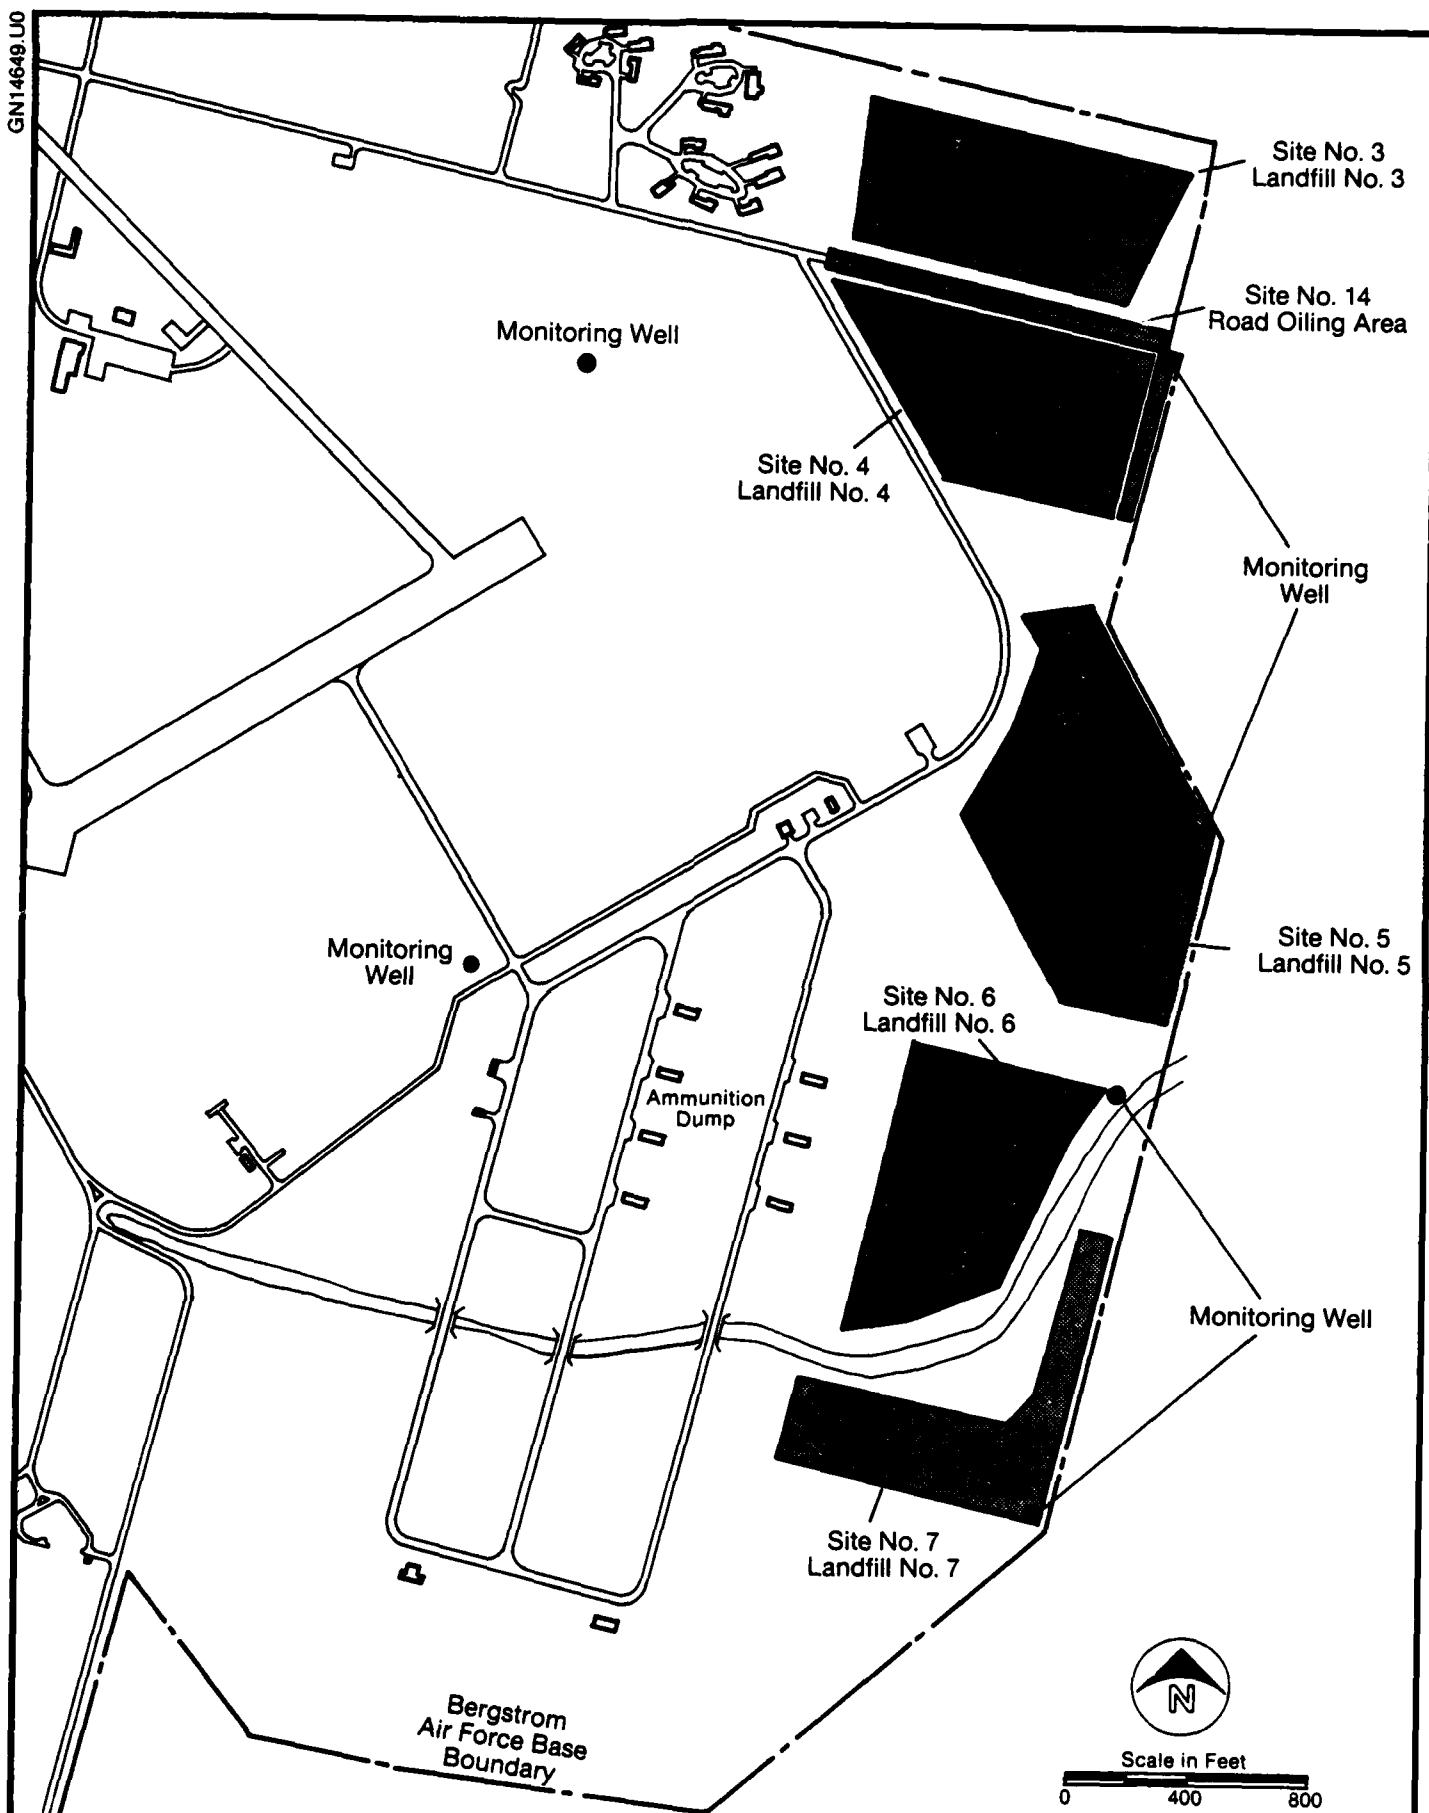 GN14649.U0
Site No. 3
Landfill No. 3
Site No. 14
Road Oiling Area
Monitoring Well
Site No. 4
Landfill No. 4
Monitoring
Well
Monitoring
Well
Site No. 5
Landfill No. 5
Site No. 6
Landfill No. 6
Ammunition
Dump
Monitoring Well
Site No. 7
Landfill No. 7
Bergstrom
Air Force Base
Boundary
N
Scale in Feet
0 400 800